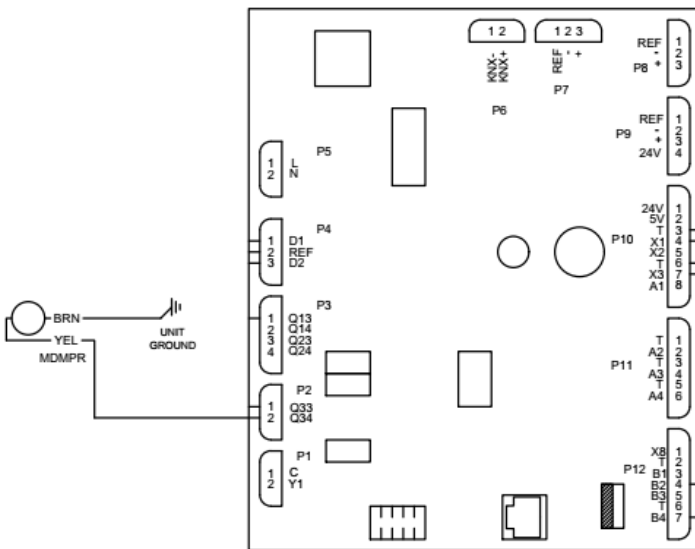 1 2
KNX-
KNX+
P6
1 2 3
REF
-
+
P7
REF 1
- 2
+ 3
P8
REF 1
- 2
+ 3
24V 4
P9
P5
1 L
2 N
P4
1 D1
2 REF
3 D2
24V 1
5V 2
T 3
X1 4
X2 5
T 6
X3 7
A1 8
P10
BRN
YEL
MDMPR
UNIT
GROUND
P3
1 Q13
2 Q14
3 Q23
4 Q24
T 1
A2 2
T 3
A3 4
T 5
A4 6
P11
P2
1 Q33
2 Q34
P1
1 C
2 Y1
X8 1
T 2
B1 3
B2 4
B3 5
T 6
B4 7
P12